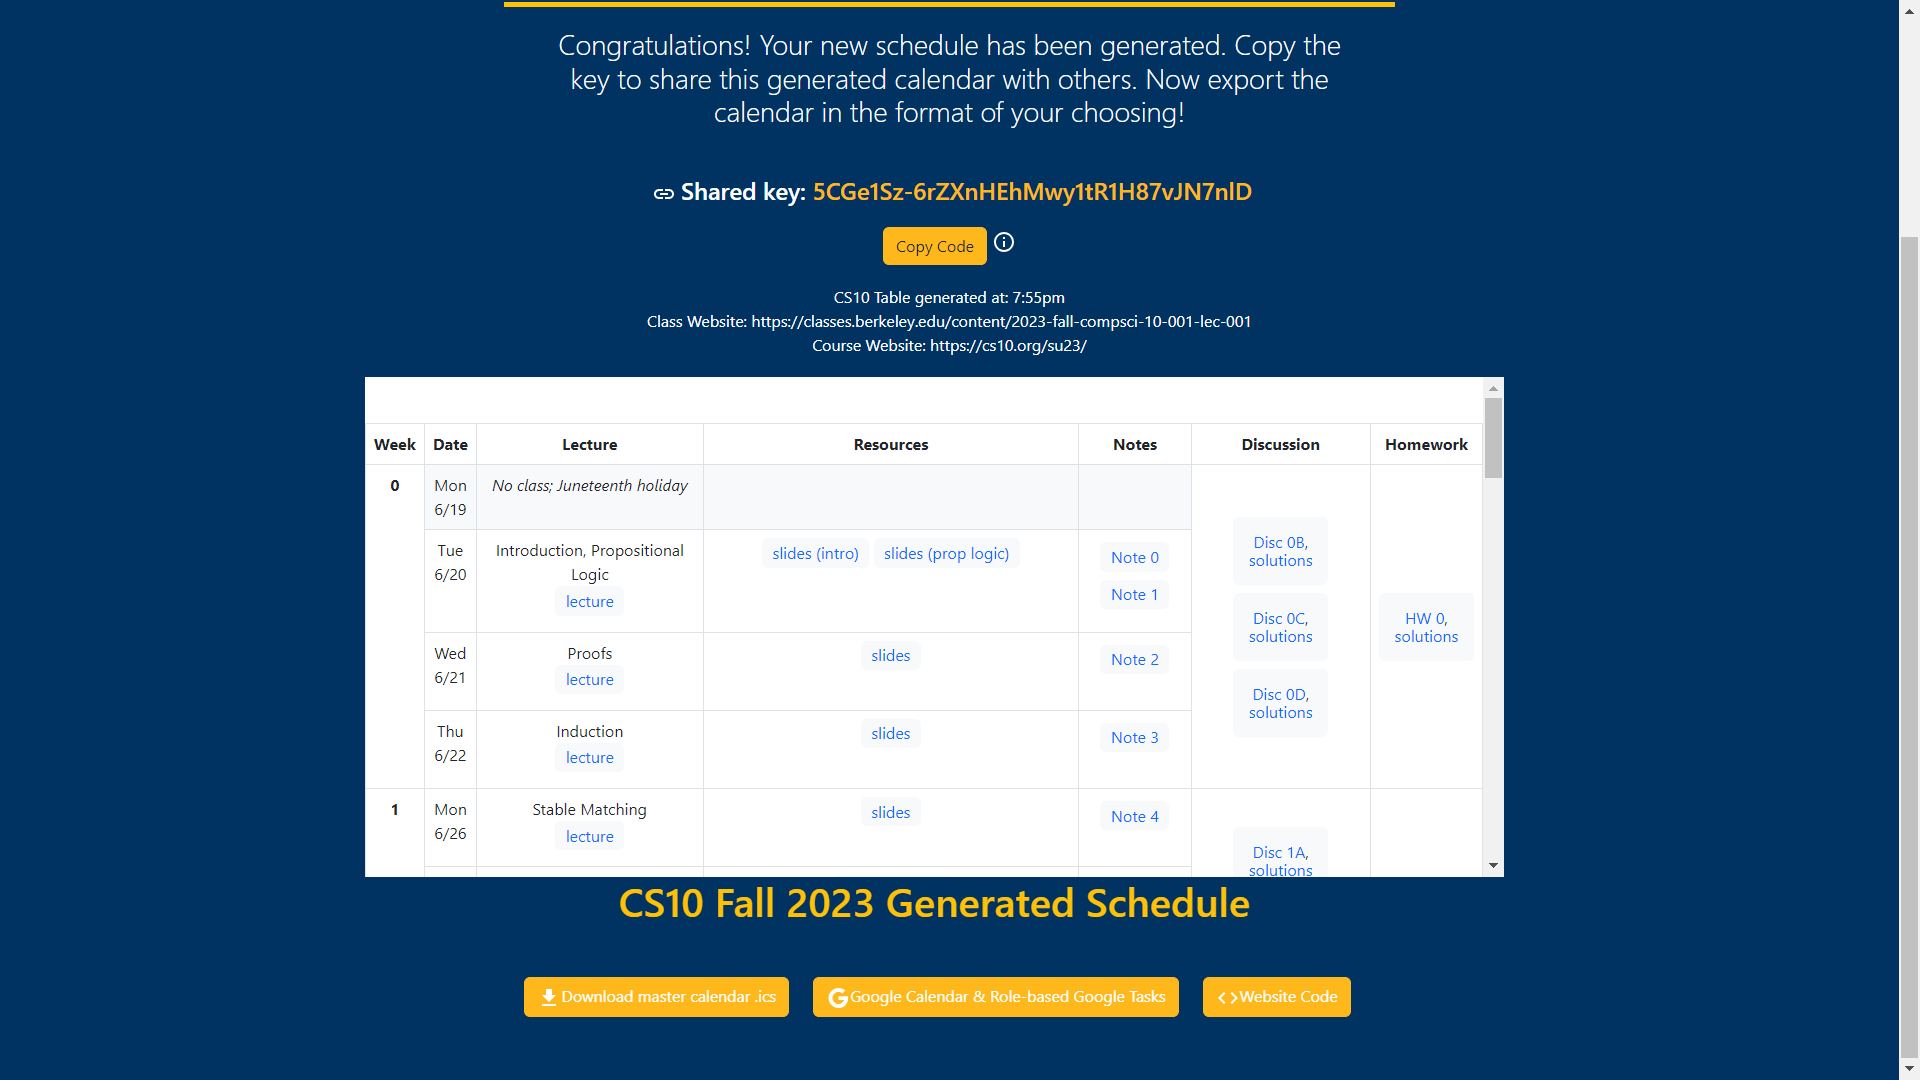 Congratulations! Your new schedule has been generated. Copy the
key to share this generated calendar with others. Now export the
calendar in the format of your choosing!
Shared key: 5CGe1Sz-6rZXnHEhMwy1tR1H87vJN7nlD
Copy Code
CS10 Table generated at: 7:55pm
Class Website: https://classes.berkeley.edu/content/2023-fall-compsci-10-001-lec-001
Course Website: https://cs10.org/su23/
Week Date Lecture Resources Notes Discussion Homework
0 Mon 6/19 No class; Juneteenth holiday
Tue 6/20 Introduction, Propositional Logic lecture slides (intro) slides (prop logic) Note 0 Note 1
Wed 6/21 Proofs lecture slides Note 2
Thu 6/22 Induction lecture slides Note 3
Disc 0B, solutions
Disc 0C, solutions
Disc 0D, solutions
HW 0, solutions
1 Mon 6/26 Stable Matching lecture slides Note 4
Disc 1A, solutions
CS10 Fall 2023 Generated Schedule
Download master calendar .ics
Google Calendar & Role-based Google Tasks
Website Code